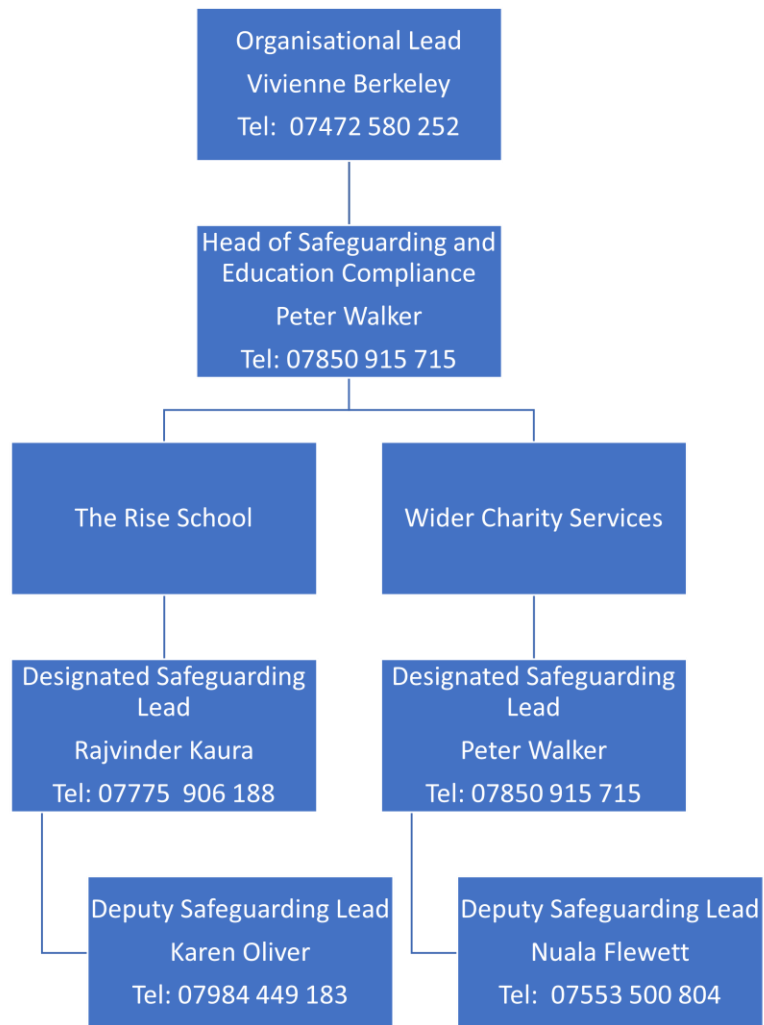 Organisational Lead
Vivienne Berkeley
Tel:  07472 580 252
Head of Safeguarding and
Education Compliance
Peter Walker
Tel: 07850 915 715
The Rise School
Wider Charity Services
Designated Safeguarding
Lead
Rajvinder Kaura
Tel: 07775  906 188
Designated Safeguarding
Lead
Peter Walker
Tel: 07850 915 715
Deputy Safeguarding Lead
Karen Oliver
Tel: 07984 449 183
Deputy Safeguarding Lead
Nuala Flewett
Tel:  07553 500 804